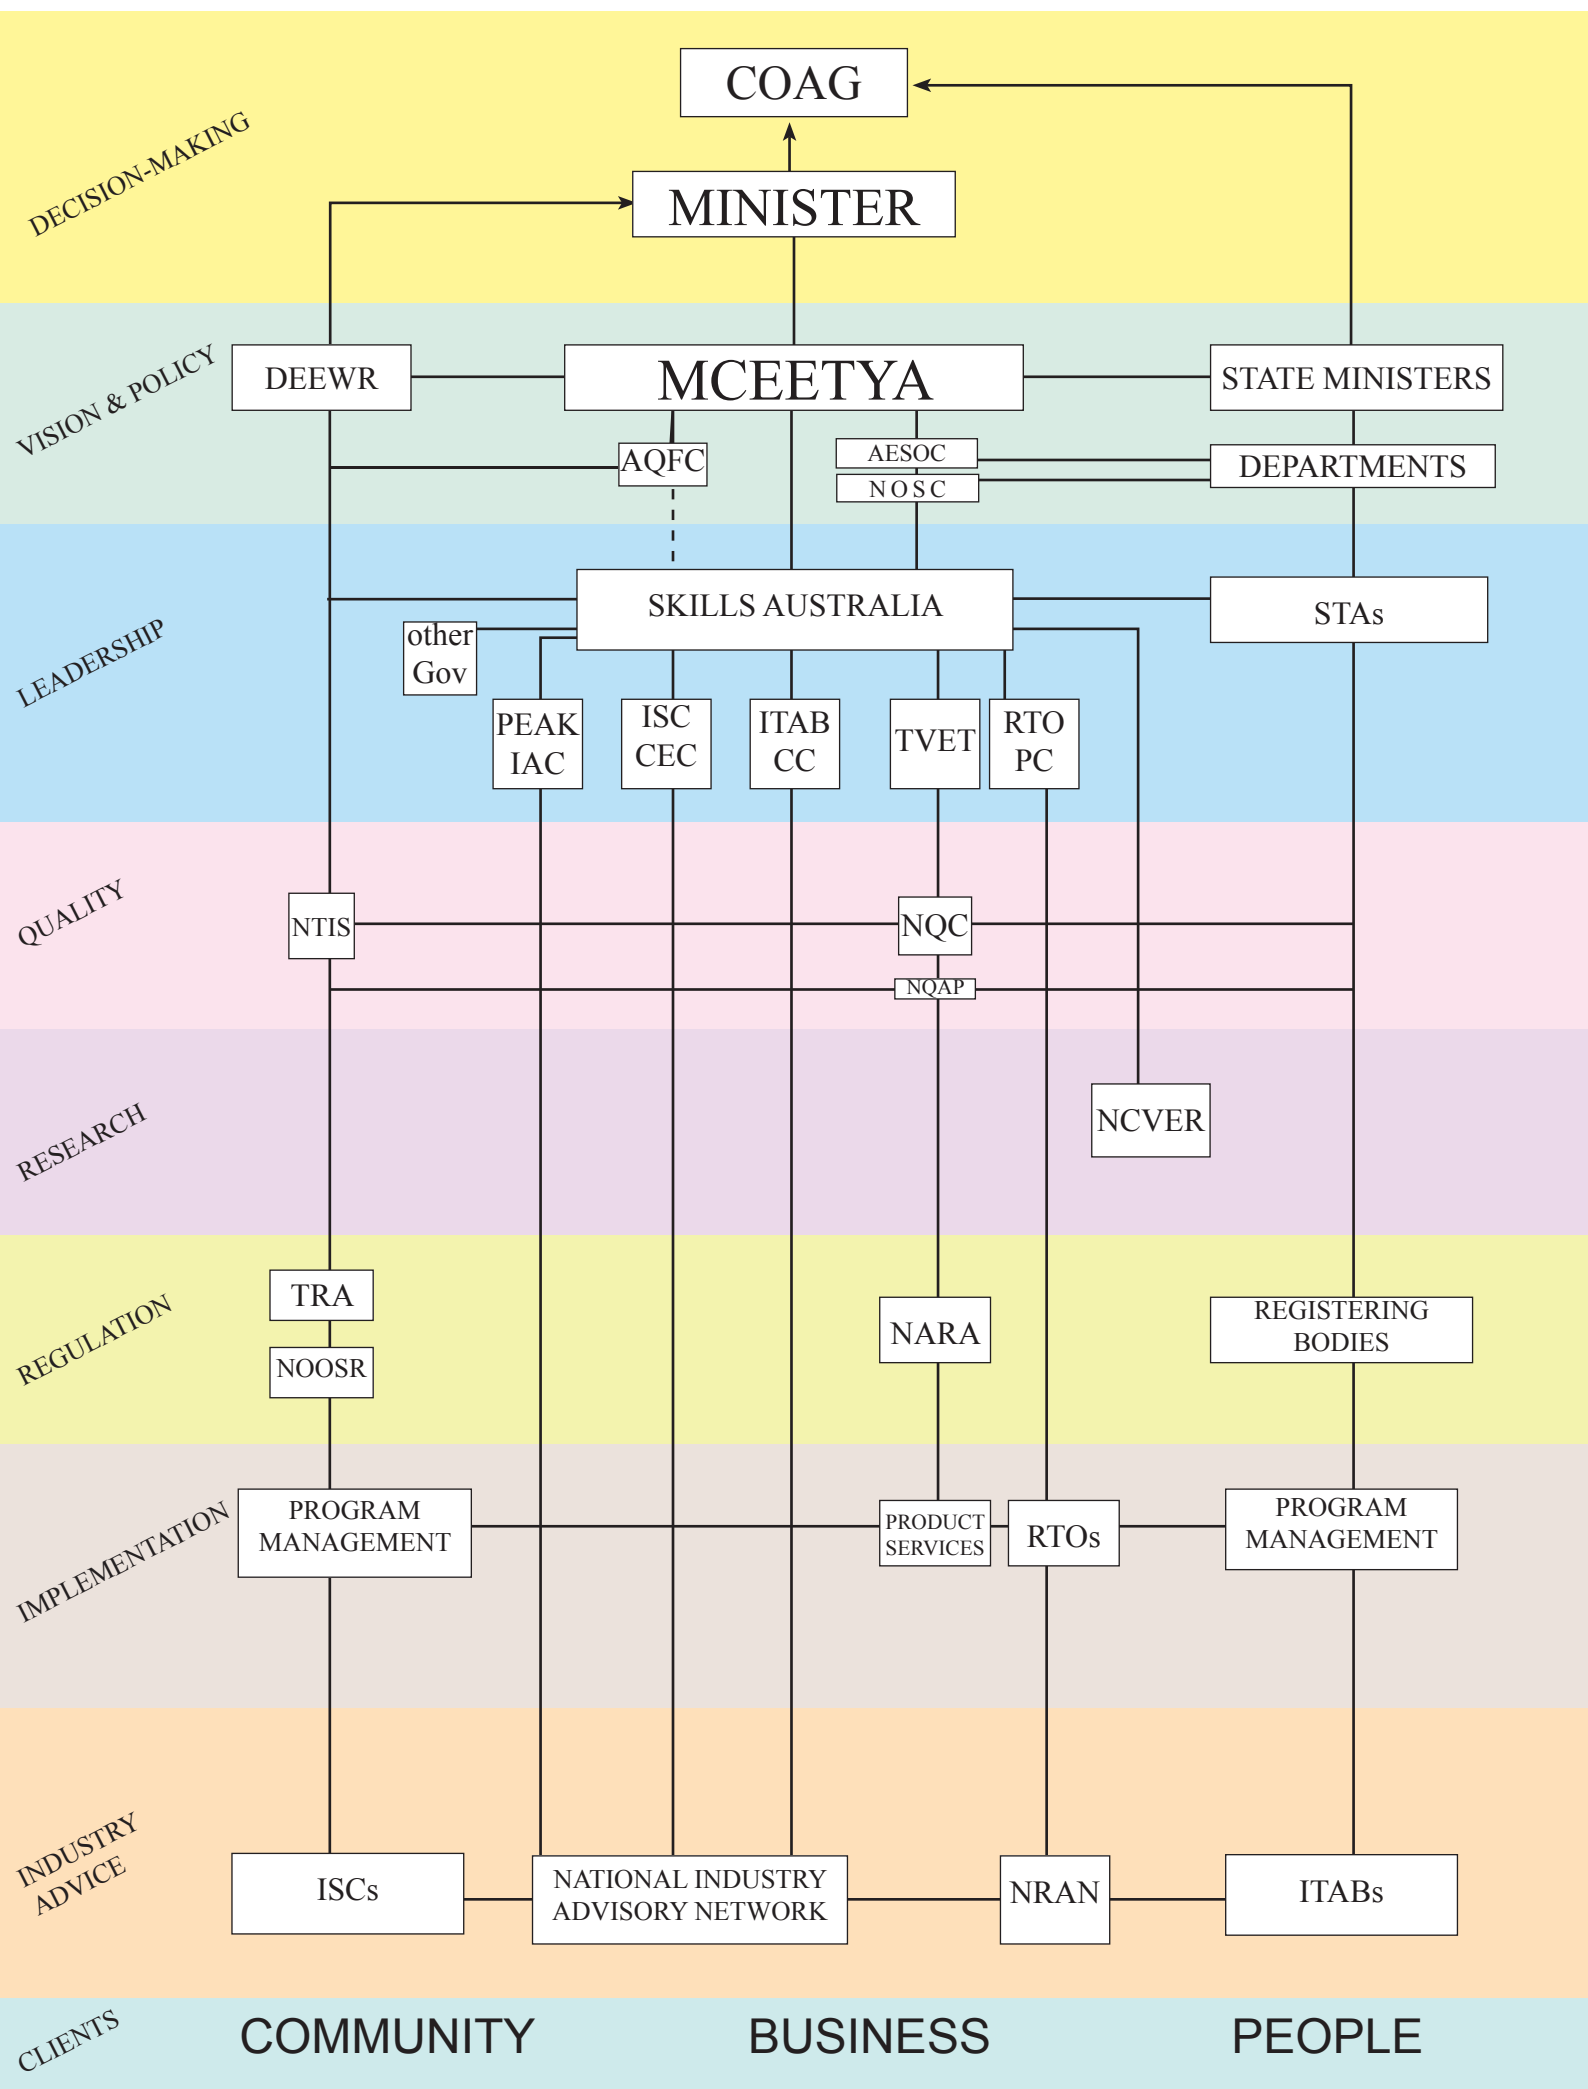 DECISION-MAKING
COAG
MINISTER
VISION & POLICY
DEEWR
MCEETYA
STATE MINISTERS
AQFC
AESOC
NOSC
DEPARTMENTS
LEADERSHIP
SKILLS AUSTRALIA
STAs
other
Gov
PEAK
IAC
ISC
CEC
ITAB
CC
TVET
RTO
PC
QUALITY
NTIS
NQC
NQAP
RESEARCH
NCVER
REGULATION
TRA
NOOSR
NARA
REGISTERING
BODIES
IMPLEMENTATION
PROGRAM
MANAGEMENT
PRODUCT
SERVICES
RTOs
PROGRAM
MANAGEMENT
INDUSTRY
ADVICE
ISCs
NATIONAL INDUSTRY
ADVISORY NETWORK
NRAN
ITABs
CLIENTS
COMMUNITY
BUSINESS
PEOPLE